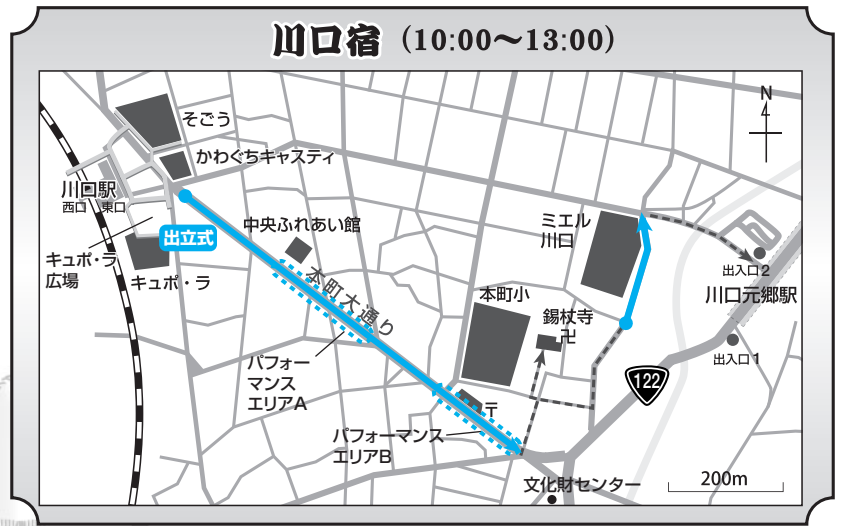 川口宿 (10:00〜13:00)
N
そごう
かわぐちキャスティ
川口駅
西口 東口
中央ふれあい館
ミエル
川口
出立式
キュポ・ラ
広場
キュポ・ラ
本町大通り
出入口2
川口元郷駅
本町小
錫杖寺
卍
出入口1
パフォー
マンス
エリアA
122
〒
パフォーマンス
エリアB
文化財センター
200m